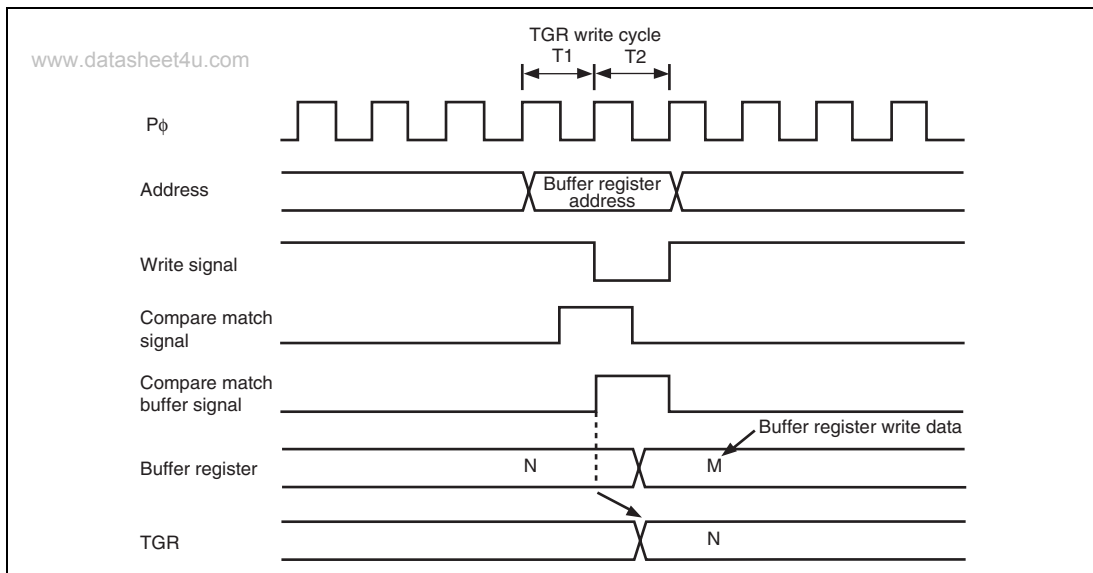 www.datasheet4u.com
TGR write cycle
T1 T2
Pϕ
Address
Buffer register
address
Write signal
Compare match
signal
Compare match
buffer signal
Buffer register write data
Buffer register
N M
TGR
N